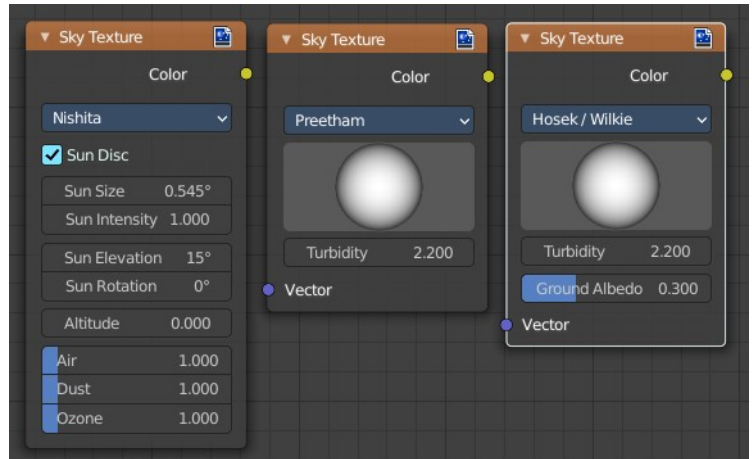 Sky Texture
Color
Nishita
Sun Disc
Sun Size 0.545°
Sun Intensity 1.000
Sun Elevation 15°
Sun Rotation 0°
Altitude 0.000
Air 1.000
Dust 1.000
Ozone 1.000
Sky Texture
Color
Preetham
Turbidity 2.200
Vector
Sky Texture
Color
Hosek / Wilkie
Turbidity 2.200
Ground Albedo 0.300
Vector